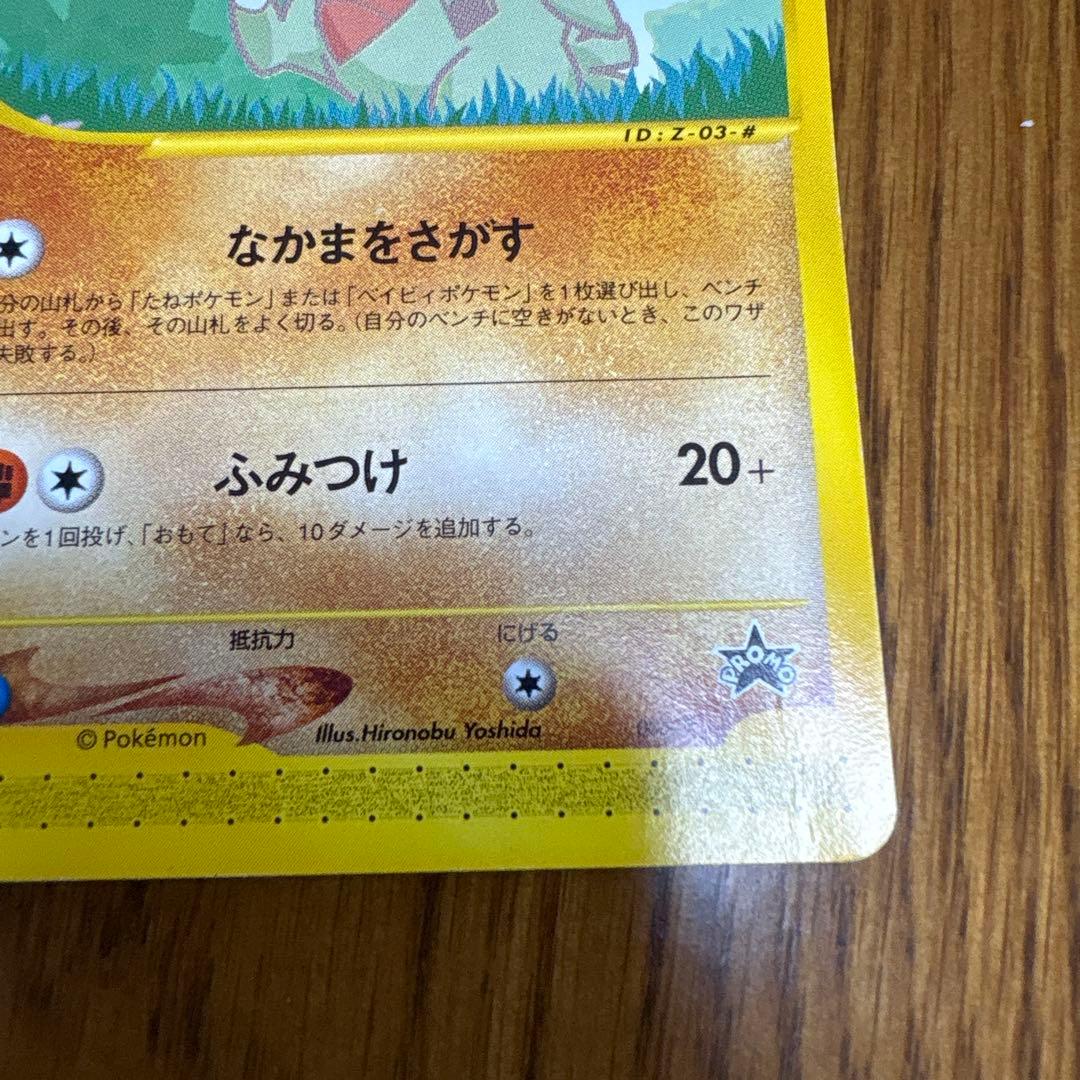 ID:Z-03-#
なかまをさがす
分の山札から「たねポケモン」または「ベイビィポケモン」を1枚選び出し、ベンチ
出す。その後、その山札をよく切る。(自分のベンチに空きがないとき、このワザ
失敗する。)
ふみつけ 20+
ンを1回投げ、「おもて」なら、10ダメージを追加する。
抵抗力 にげる
PROMO
©Pokémon Illus.Hironobu Yoshida